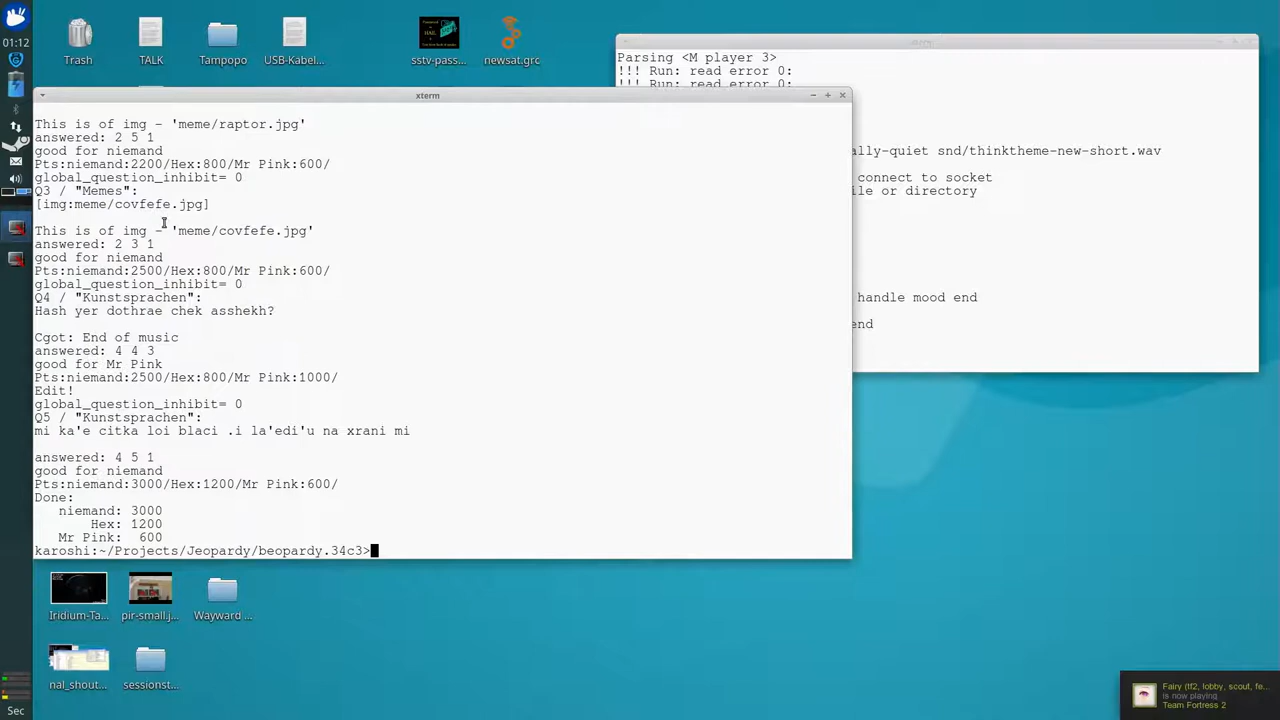 01:12
Trash
TALK
Tampopo
USB-Kabel...
sstv-pass...
newsat.grc
xterm
Parsing <M player 3>
!!! Run: read error 0:
!!! Run: read error 0:
ally-quiet snd/thinktheme-new-short.wav
connect to socket
ile or directory
handle mood end
end
xterm
This is of img - 'meme/raptor.jpg'
answered: 2 5 1
good for niemand
Pts:niemand:2200/Hex:800/Mr Pink:600/
global_question_inhibit= 0
Q3 / "Memes":
[img:meme/covfefe.jpg]
This is of img - 'meme/covfefe.jpg'
answered: 2 3 1
good for niemand
Pts:niemand:2500/Hex:800/Mr Pink:600/
global_question_inhibit= 0
Q4 / "Kunstsprachen":
Hash yer dothrae chek asshekh?
Cgot: End of music
answered: 4 4 3
good for Mr Pink
Pts:niemand:2500/Hex:800/Mr Pink:1000/
Edit!
global_question_inhibit= 0
Q5 / "Kunstsprachen":
mi ka'e citka loi blaci .i la'edi'u na xrani mi
answered: 4 5 1
good for niemand
Pts:niemand:3000/Hex:1200/Mr Pink:600/
Done:
niemand: 3000
Hex: 1200
Mr Pink: 600
karoshi:~/Projects/Jeopardy/beopardy.34c3>
Iridium-Ta...
pir-small.j...
Wayward ...
nal_shout...
sessionst...
Sec
Fairy (tf2, lobby, scout, fe...
is now playing
Team Fortress 2